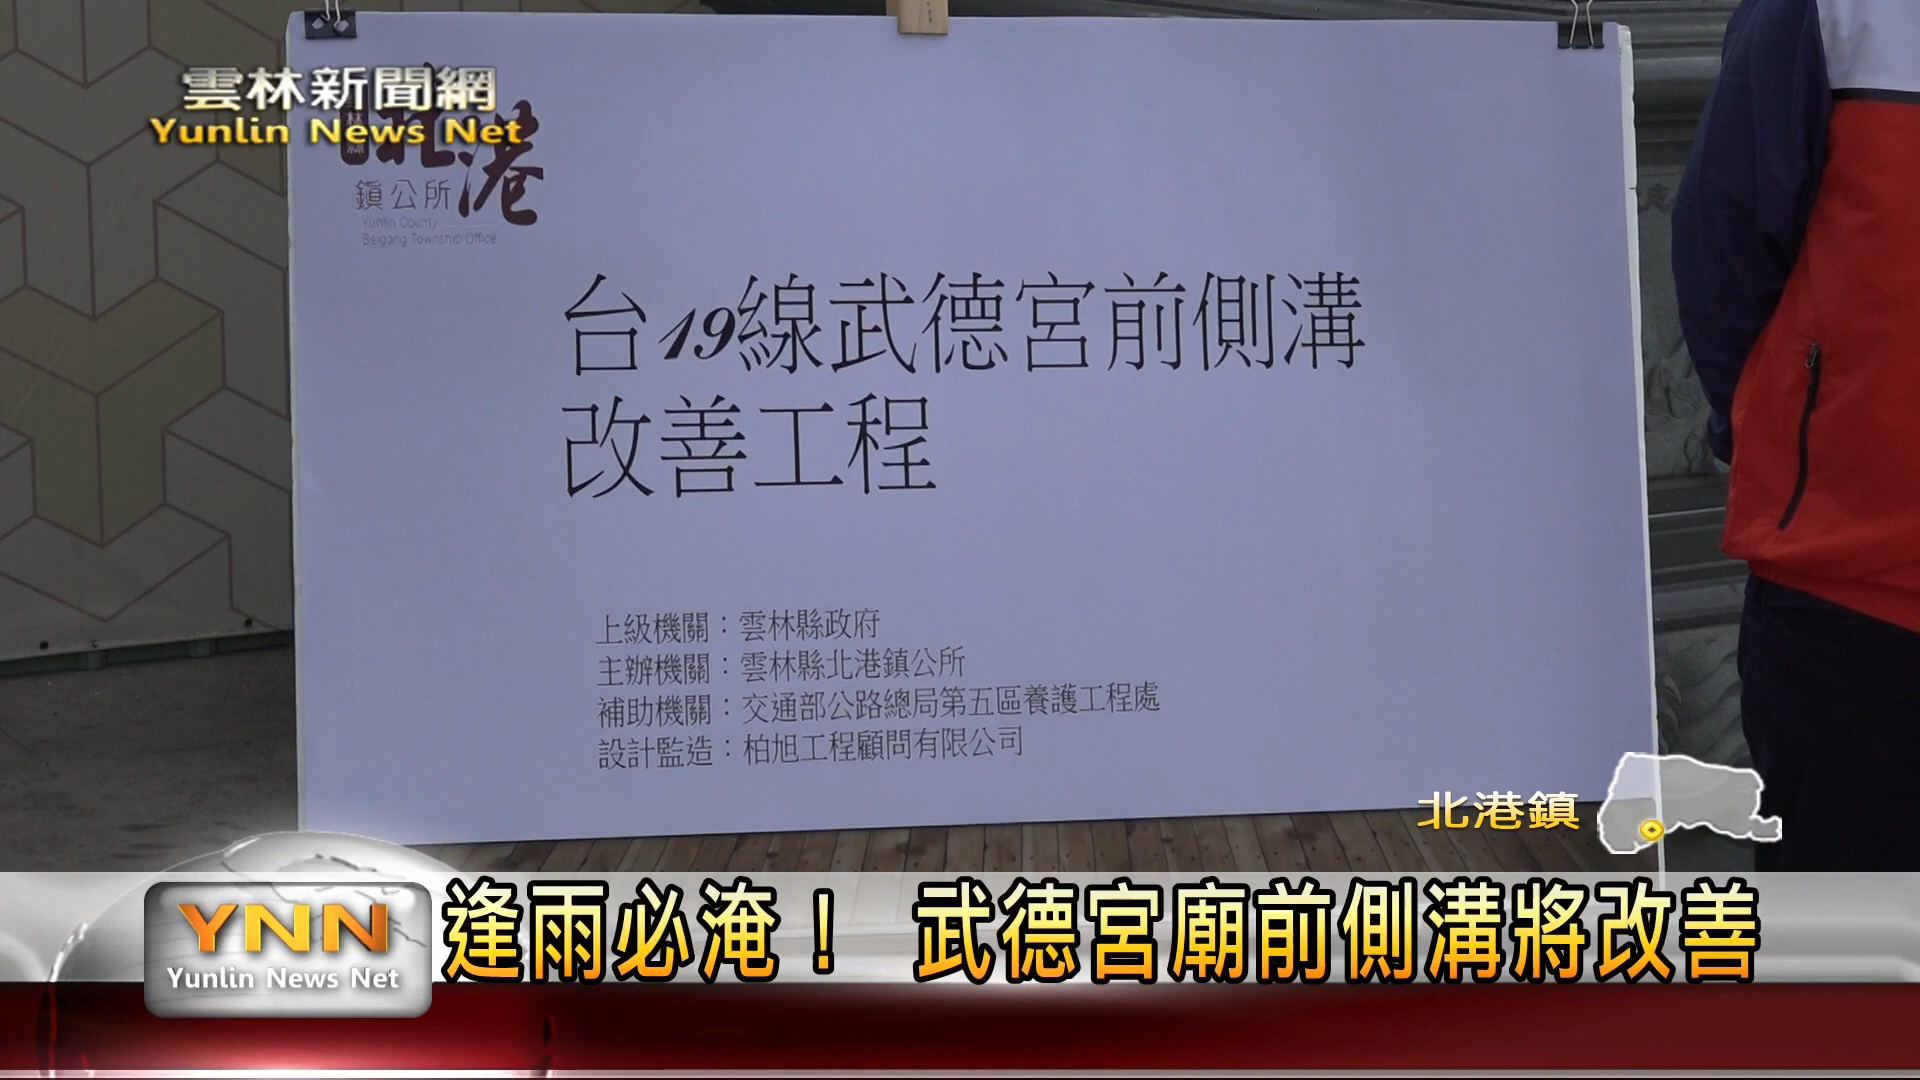 雲林新聞網
Yunlin News Net
北港
鎮公所
Yunlin County
Beigang Township Office
台19線武德宮前側溝
改善工程
上級機關：雲林縣政府
主辦機關：雲林縣北港鎮公所
補助機關：交通部公路總局第五區養護工程處
設計監造：柏旭工程顧問有限公司
北港鎮
YNN
Yunlin News Net
逢雨必淹！ 武德宮廟前側溝將改善